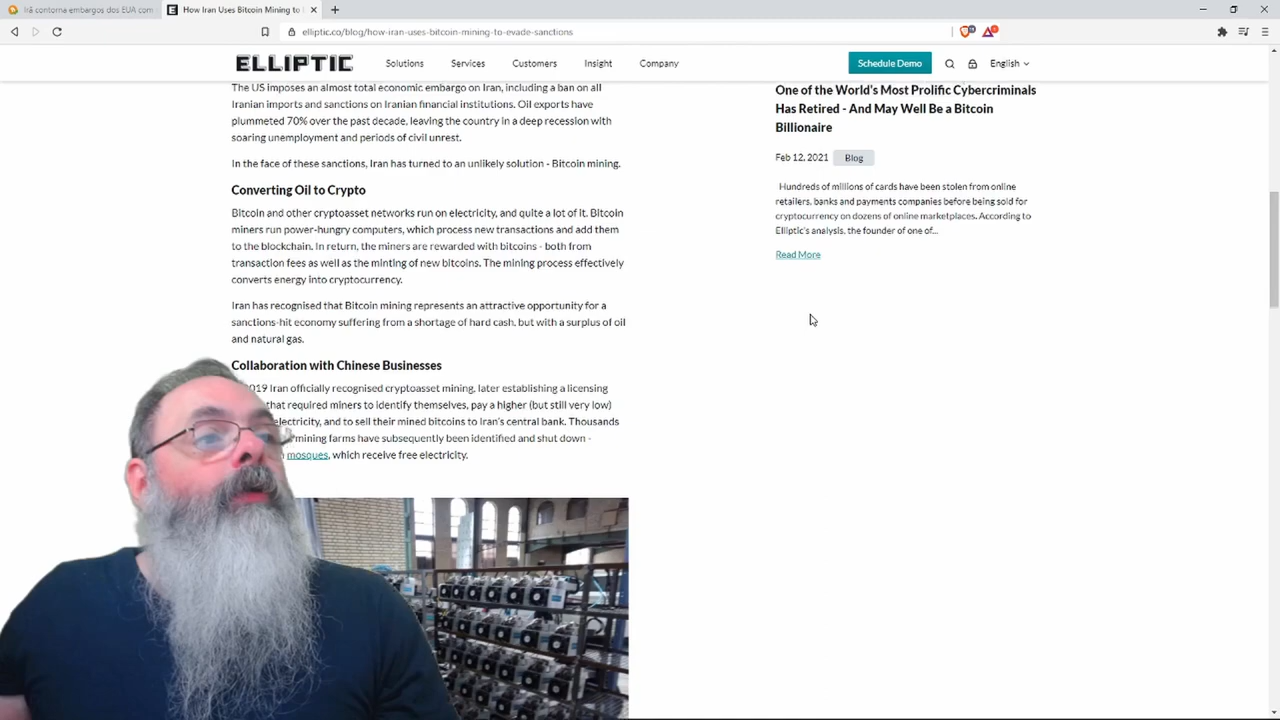 Irã contorna embargos dos EUA com
How Iran Uses Bitcoin Mining to
elliptic.co/blog/how-iran-uses-bitcoin-mining-to-evade-sanctions
ELLIPTIC
Solutions
Services
Customers
Insight
Company
Schedule Demo
English
The US imposes an almost total economic embargo on Iran, including a ban on all
Iranian imports and sanctions on Iranian financial institutions. Oil exports have
plummeted 70% over the past decade, leaving the country in a deep recession with
soaring unemployment and periods of civil unrest.
In the face of these sanctions, Iran has turned to an unlikely solution - Bitcoin mining.
Converting Oil to Crypto
Bitcoin and other cryptoasset networks run on electricity, and quite a lot of it. Bitcoin
miners run power-hungry computers, which process new transactions and add them
to the blockchain. In return, the miners are rewarded with bitcoins - both from
transaction fees as well as the minting of new bitcoins. The mining process effectively
converts energy into cryptocurrency.
Iran has recognised that Bitcoin mining represents an attractive opportunity for a
sanctions-hit economy suffering from a shortage of hard cash, but with a surplus of oil
and natural gas.
Collaboration with Chinese Businesses
2019 Iran officially recognised cryptoasset mining, later establishing a licensing
that required miners to identify themselves, pay a higher (but still very low)
electricity, and to sell their mined bitcoins to Iran's central bank. Thousands
mining farms have subsequently been identified and shut down -
mosques, which receive free electricity.
One of the World's Most Prolific Cybercriminals
Has Retired - And May Well Be a Bitcoin
Billionaire
Feb 12, 2021
Blog
Hundreds of millions of cards have been stolen from online
retailers, banks and payments companies before being sold for
cryptocurrency on dozens of online marketplaces. According to
Elliptic's analysis, the founder of one of...
Read More